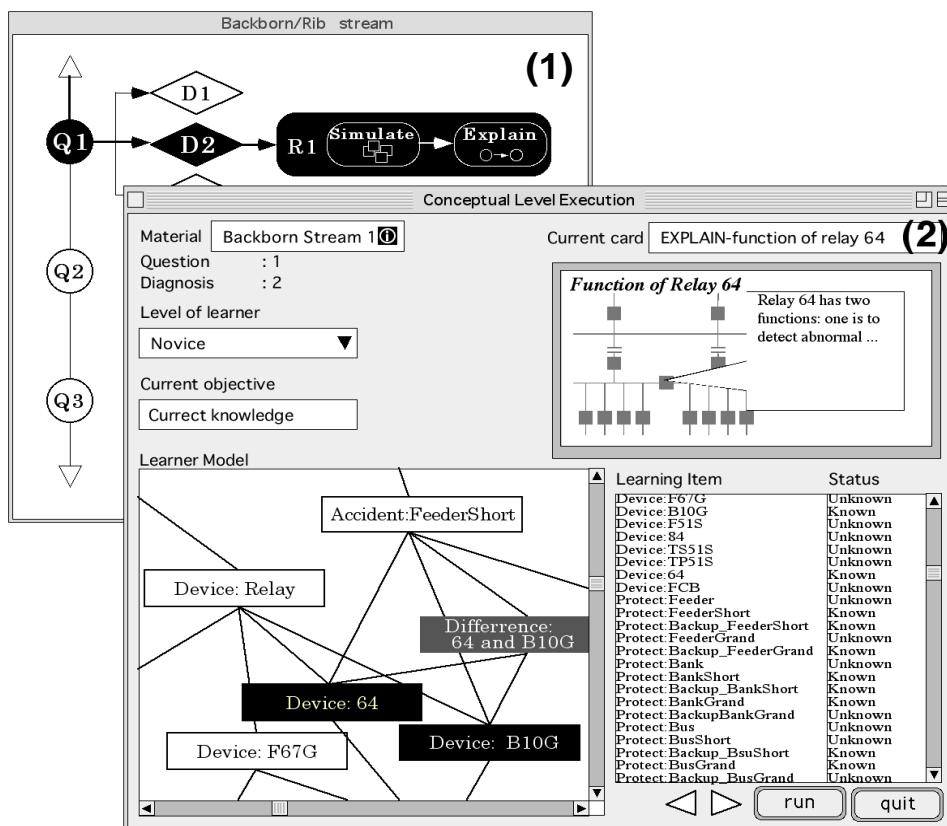 Backborn/Rib stream
(1)
D1
Q1
D2
R1
Simulate
Explain
Q2
Q3
Conceptual Level Execution
(2)
Material
Backborn Stream 1
Question : 1
Diagnosis : 2
Level of learner
Novice
Current objective
Currect knowledge
Current card
EXPLAIN-function of relay 64
Function of Relay 64
Relay 64 has two
functions: one is to
detect abnormal ...
Learner Model
Accident:FeederShort
Device: Relay
Differrence:
64 and B10G
Device: 64
Device: F67G
Device: B10G
Learning Item Status
Device:F67G Unknown
Device:B10G Known
Device:F51S Unknown
Device:84 Unknown
Device:TS51S Unknown
Device:TP51S Unknown
Device:64 Known
Device:FCB Unknown
Protect:Feeder Unknown
Protect:FeederShort Known
Protect:Backup_FeederShort Known
Protect:FeederGrand Unknown
Protect:Backup_FeederGrand Known
Protect:Bank Unknown
Protect:BankShort Known
Protect:Backup_BankShort Known
Protect:BankGrand Known
Protect:BackupBankGrand Unknown
Protect:Bus Unknown
Protect:BusShort Unknown
Protect:Backup_BsuShort Known
Protect:BusGrand Known
Protect:Backup_BusGrand Unknown
run
quit